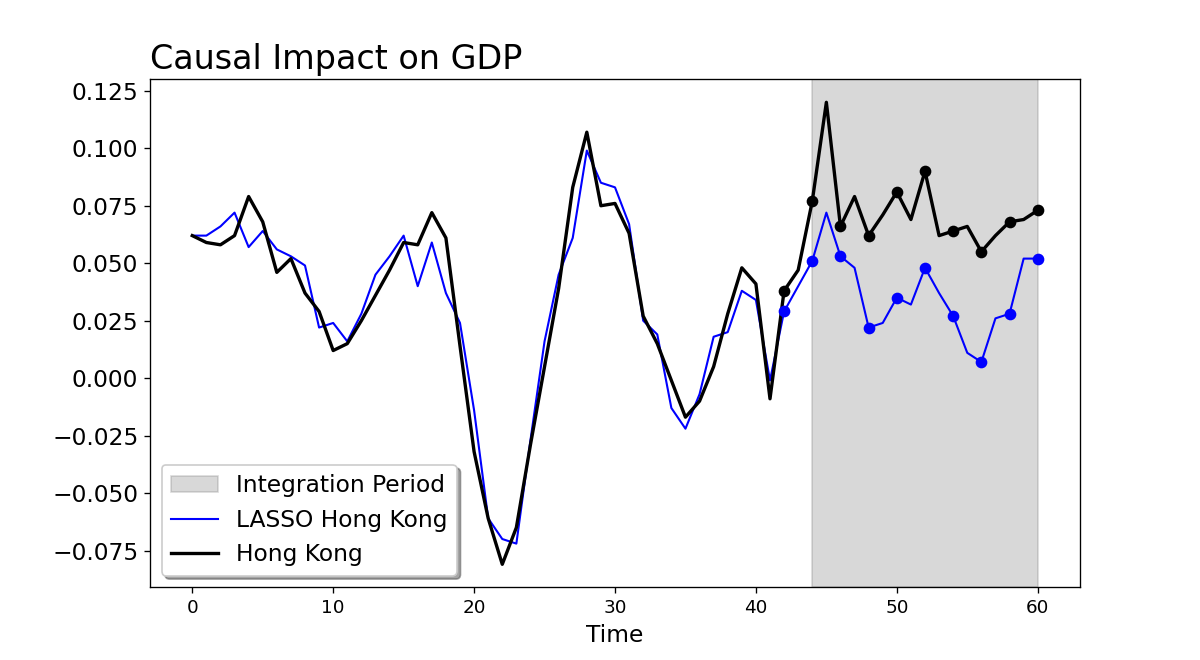 Causal Impact on GDP
0.125
0.100
0.075
0.050
0.025
0.000
−0.025
−0.050
−0.075
Integration Period
LASSO Hong Kong
Hong Kong
0 10 20 30 40 50 60
Time